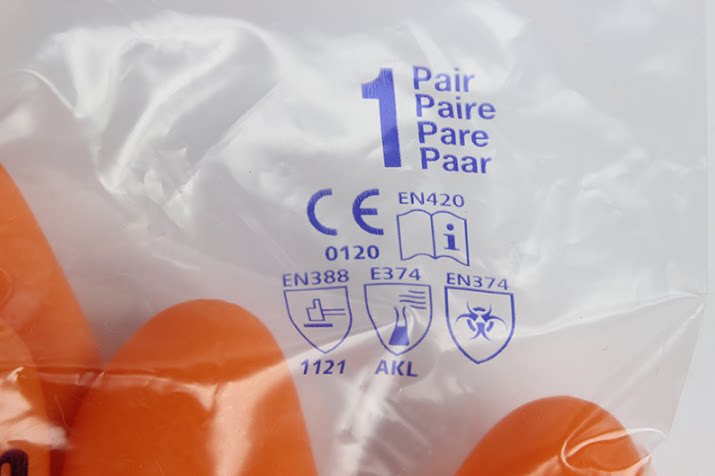 1 Pair
Paire
Pare
Paar
CE EN420
0120
i
EN388 E374 EN374
1121 AKL